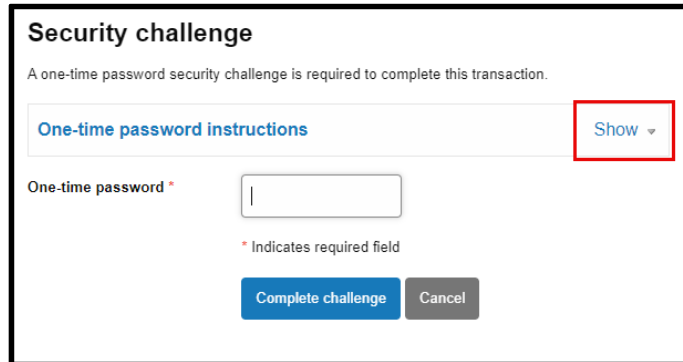 Security challenge
A one-time password security challenge is required to complete this transaction.
One-time password instructions Show
One-time password *
* Indicates required field
Complete challenge Cancel